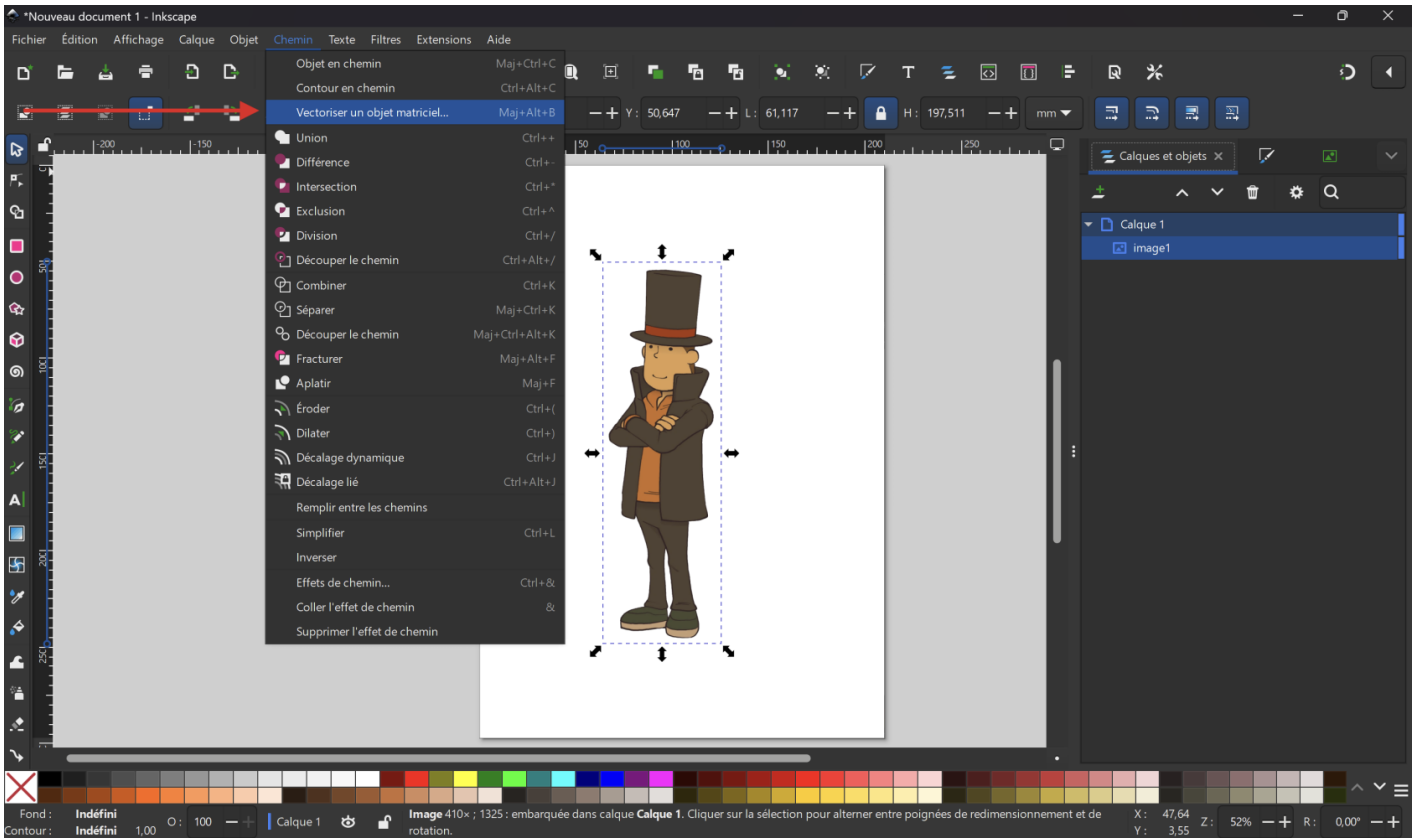 *Nouveau document 1 - Inkscape
Fichier Édition Affichage Calque Objet Chemin Texte Filtres Extensions Aide
Objet en chemin Maj+Ctrl+C
Contour en chemin Ctrl+Alt+C
Vectoriser un objet matriciel... Maj+Alt+B
Union Ctrl++
Différence Ctrl+-
Intersection Ctrl+*
Exclusion Ctrl+^
Division Ctrl+/
Découper le chemin Ctrl+Alt+/
Combiner Ctrl+K
Séparer Maj+Ctrl+K
Découper le chemin Maj+Ctrl+Alt+K
Fracturer Maj+Alt+F
Aplatir Maj+F
Éroder Ctrl+(
Dilater Ctrl+)
Décalage dynamique Ctrl+J
Décalage lié Ctrl+Alt+J
Remplir entre les chemins
Simplifier Ctrl+L
Inverser
Effets de chemin... Ctrl+&
Coller l'effet de chemin &
Supprimer l'effet de chemin
Y : 50,647 L : 61,117 H : 197,511 mm
-200 -150 50 100 150 200 250
0
50
100
150
200
250
Calques et objets
Calque 1
image1
Fond : Indéfini
Contour : Indéfini 1,00
O : 100
Calque 1
Image 410× ; 1325 : embarquée dans calque Calque 1. Cliquer sur la sélection pour alterner entre poignées de redimensionnement et de
rotation.
X : 47,64
Y : 3,55
Z : 52% R : 0,00°